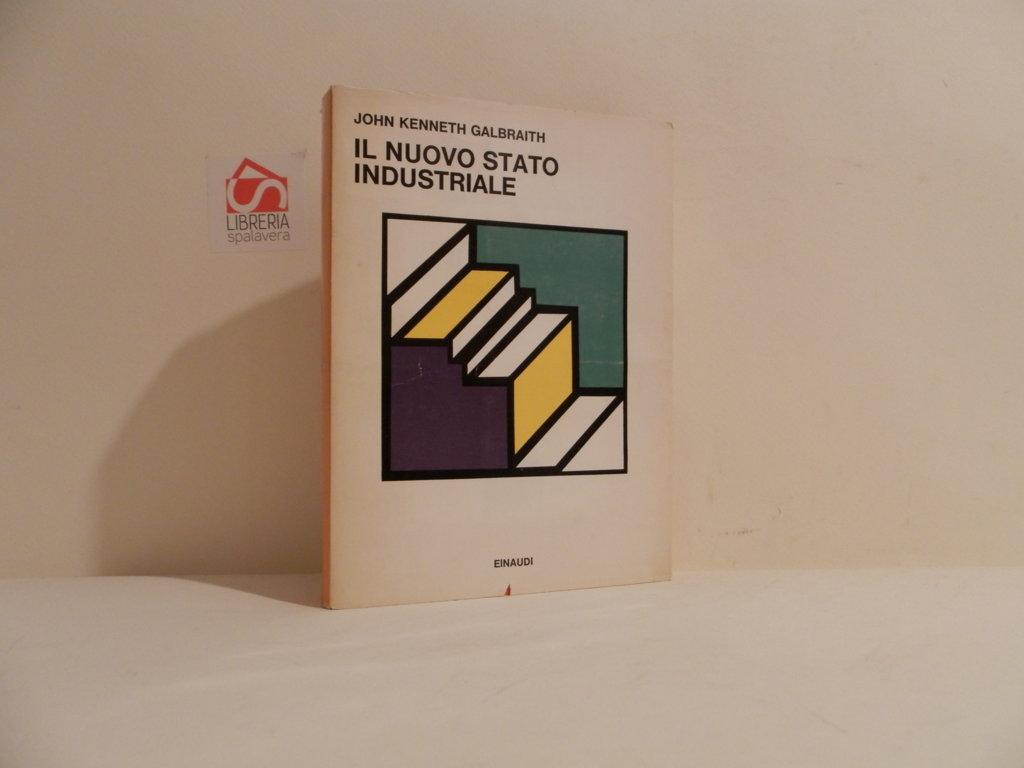 JOHN KENNETH GALBRAITH
IL NUOVO STATO
INDUSTRIALE
LIBRERIA
spalavera
EINAUDI